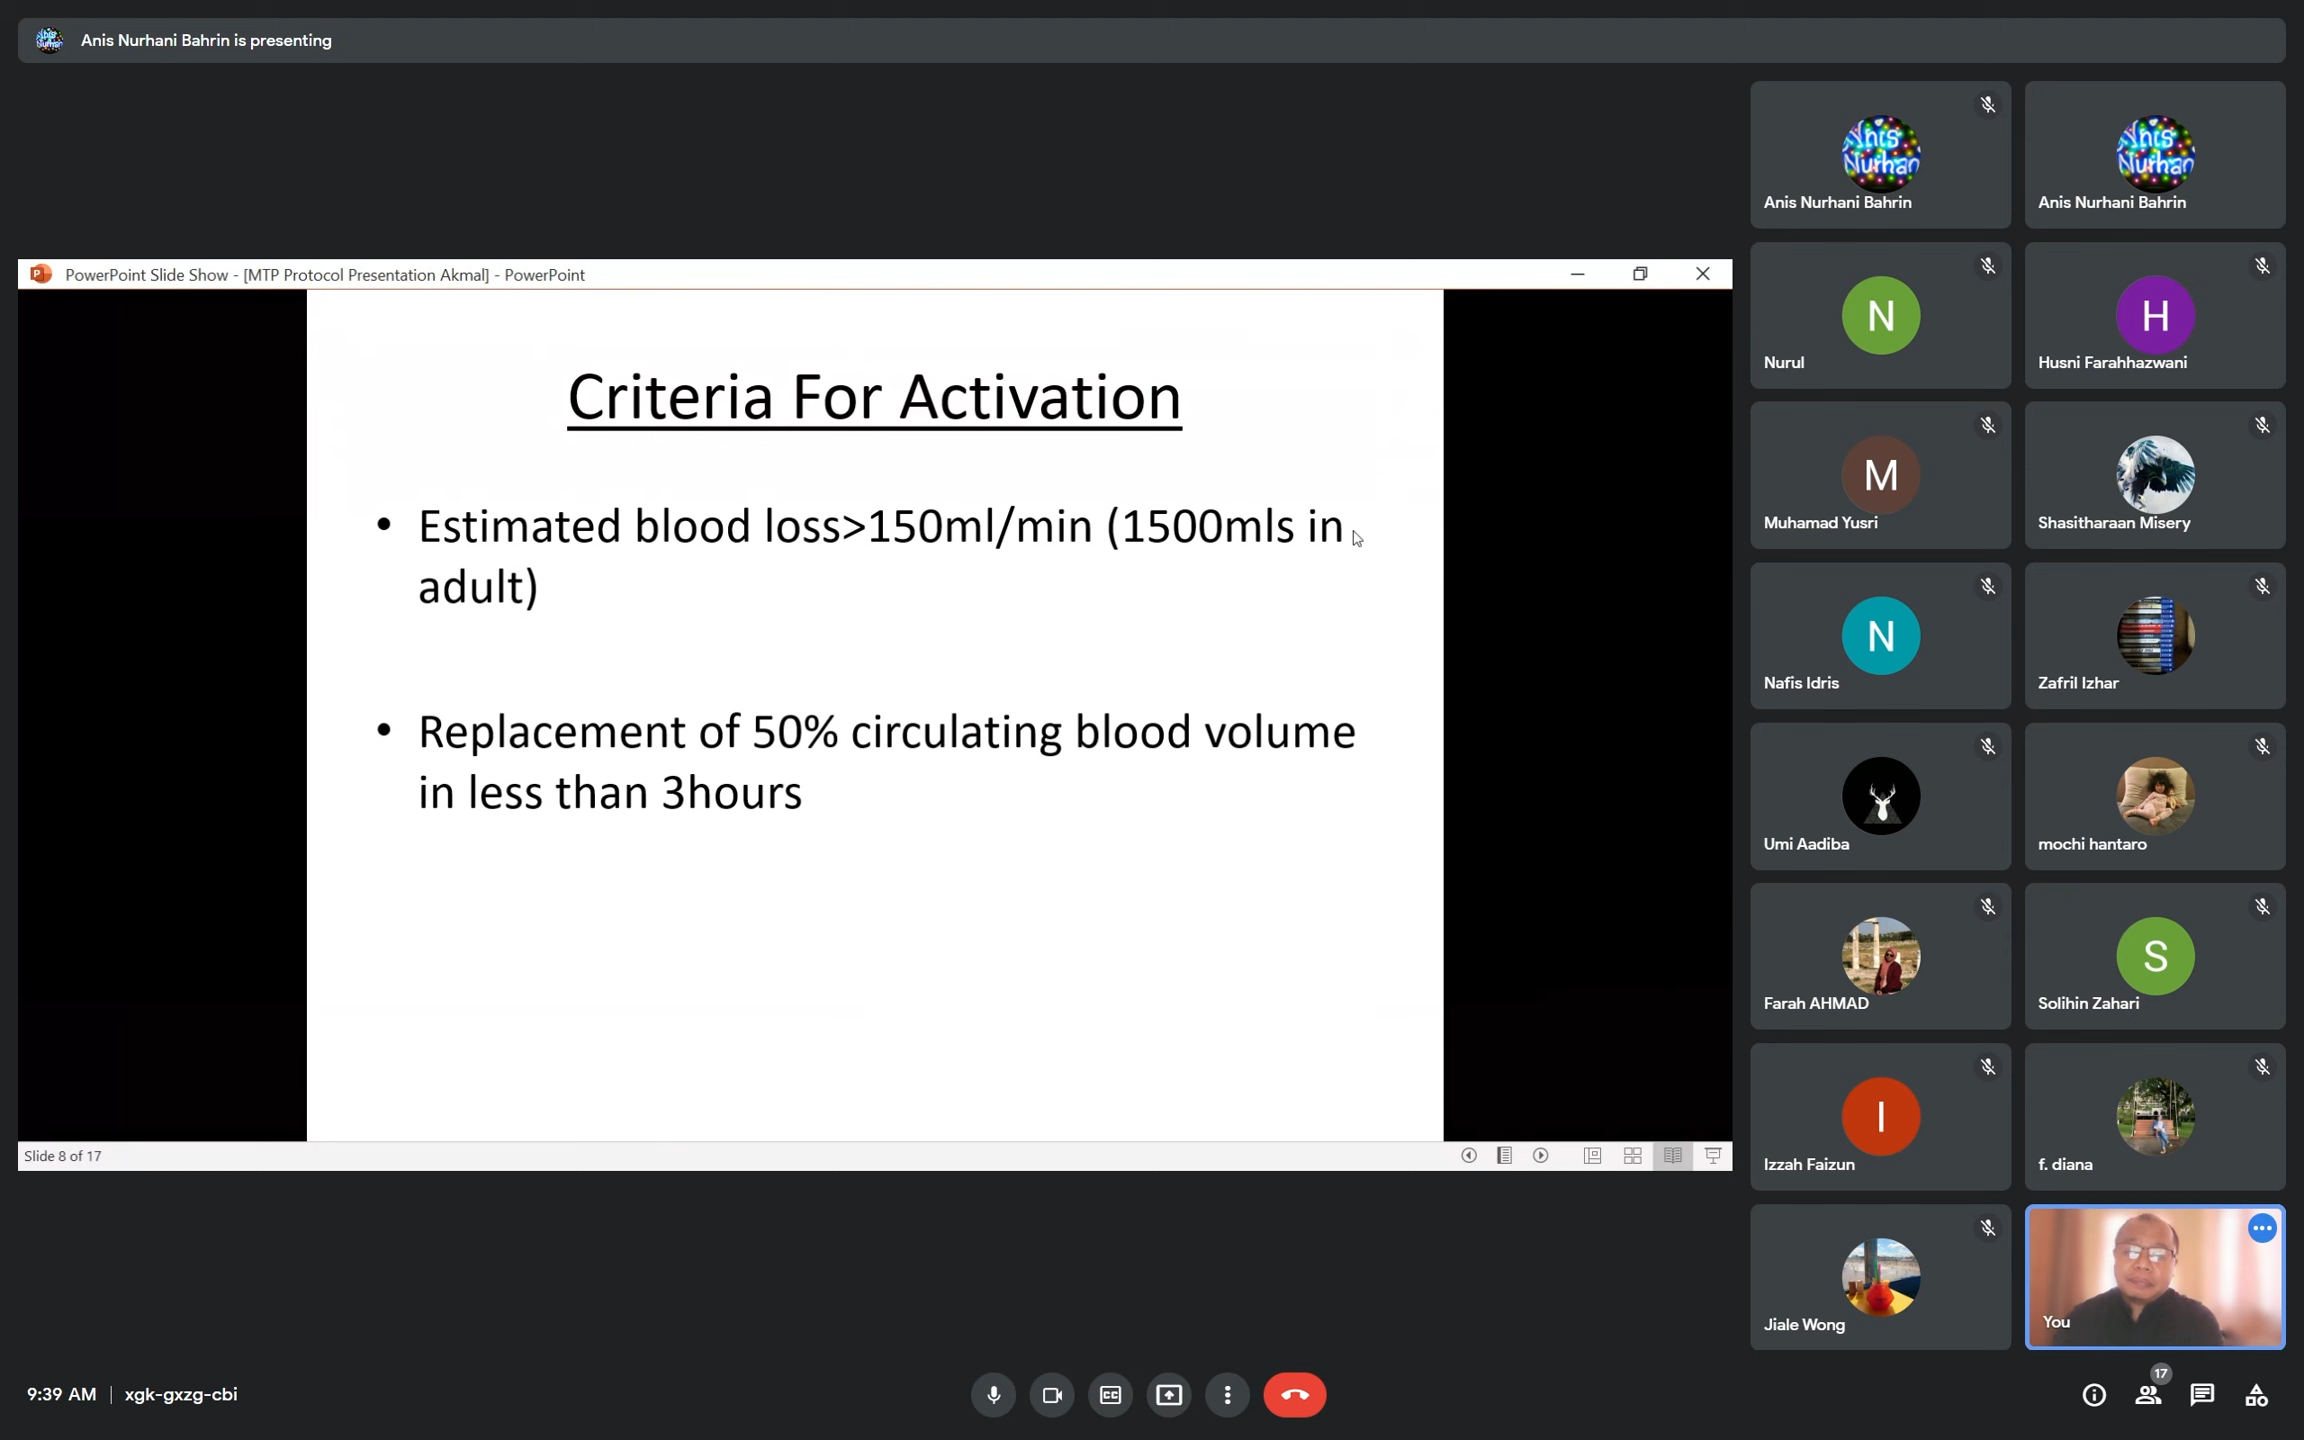 Anis Nurhani Bahrin is presenting
PowerPoint Slide Show - [MTP Protocol Presentation Akmal] - PowerPoint
Criteria For Activation
• Estimated blood loss>150ml/min (1500mls in
adult)
• Replacement of 50% circulating blood volume
in less than 3hours
Slide 8 of 17
Anis Nurhani Bahrin
Anis Nurhani Bahrin
N
Nurul
H
Husni Farahhazwani
M
Muhamad Yusri
Shasitharaan Misery
N
Nafis Idris
Zafril Izhar
Umi Aadiba
mochi hantaro
Farah AHMAD
S
Solihin Zahari
I
Izzah Faizun
f. diana
Jiale Wong
You
9:39 AM | xgk-gxzg-cbi
CC
17